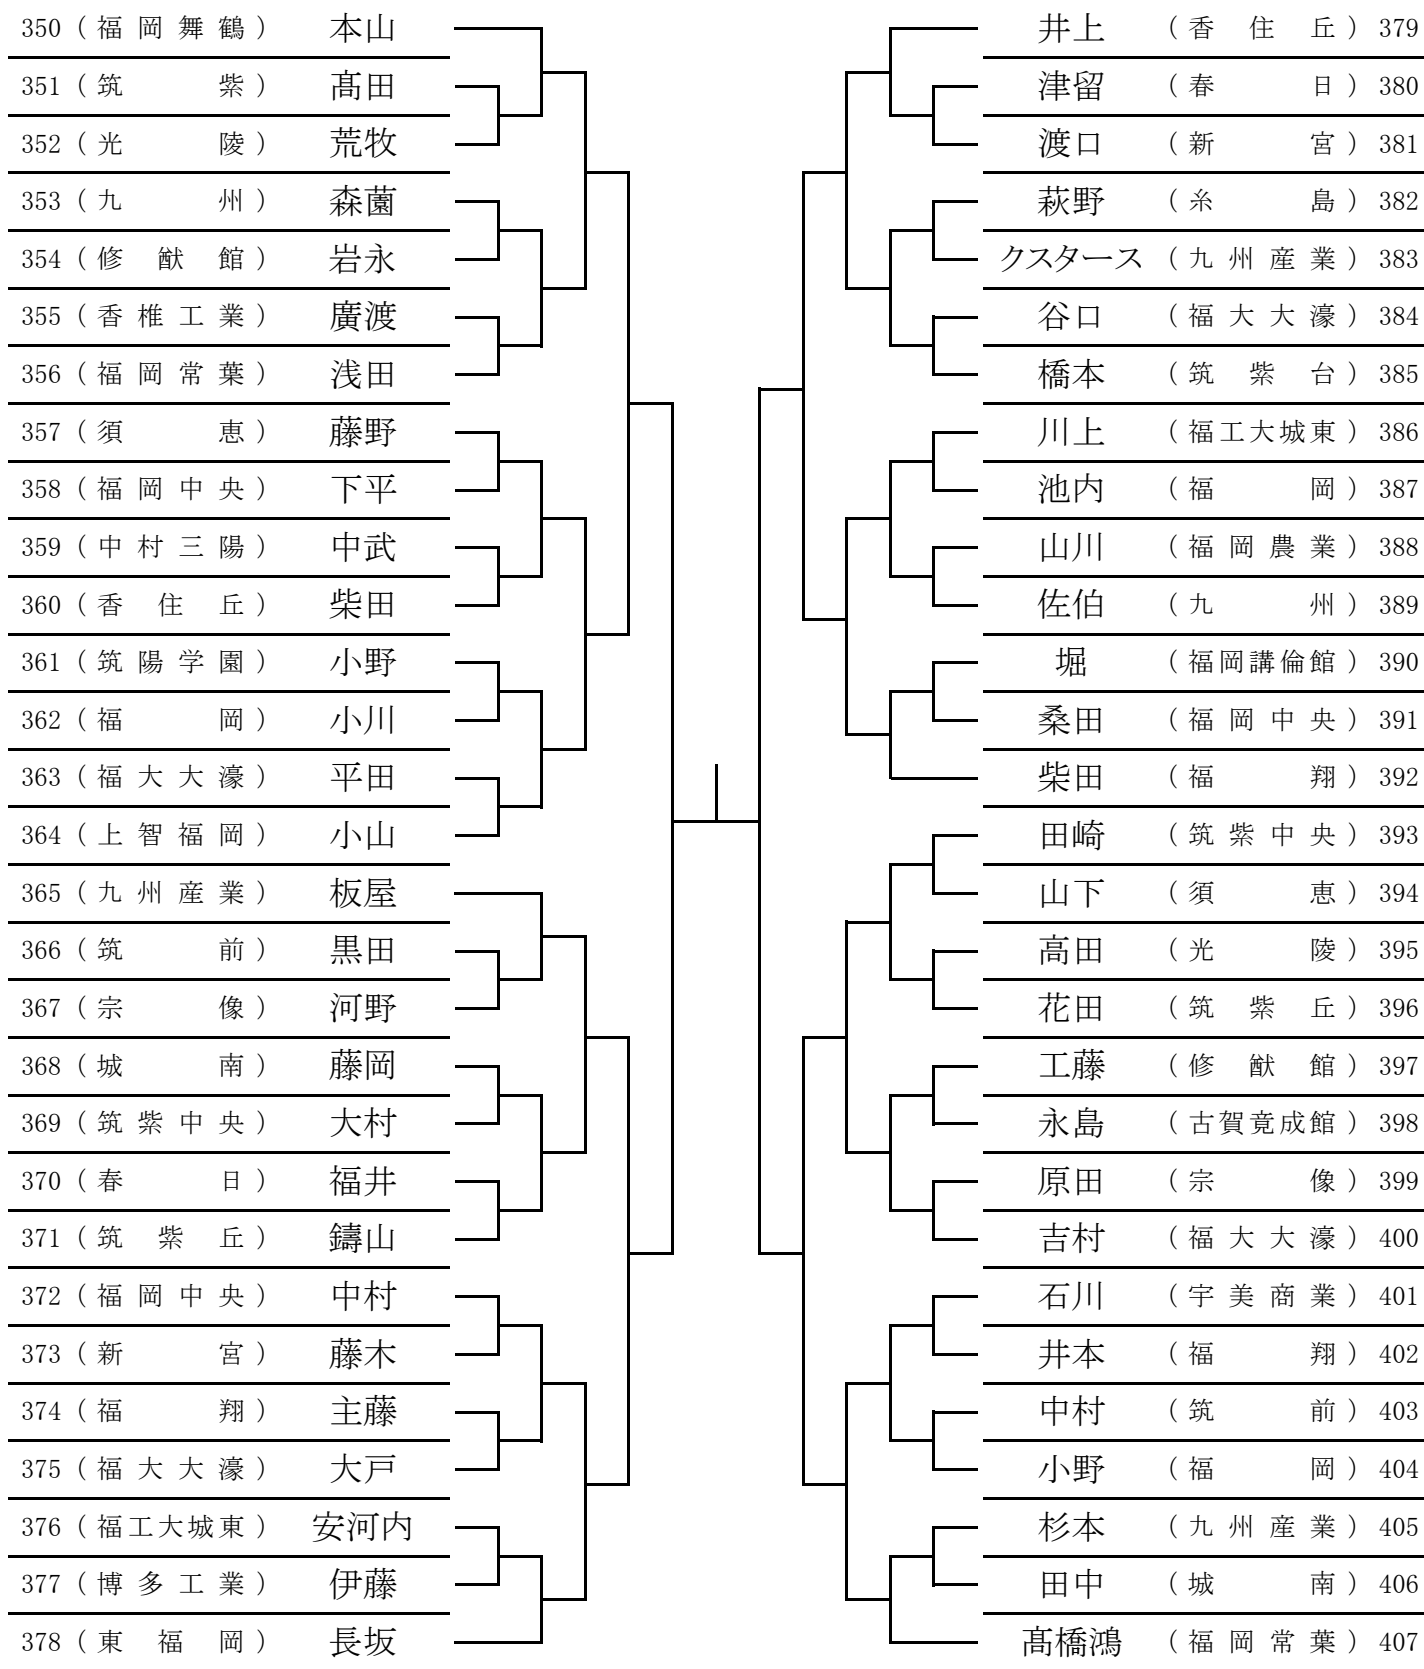 350（福岡舞鶴） 本山
351（筑紫） 髙田
352（光陵） 荒牧
353（九州） 森薗
354（修猷館） 岩永
355（香椎工業） 廣渡
356（福岡常葉） 浅田
357（須恵） 藤野
358（福岡中央） 下平
359（中村三陽） 中武
360（香住丘） 柴田
361（筑陽学園） 小野
362（福岡） 小川
363（福大大濠） 平田
364（上智福岡） 小山
365（九州産業） 板屋
366（筑前） 黒田
367（宗像） 河野
368（城南） 藤岡
369（筑紫中央） 大村
370（春日） 福井
371（筑紫丘） 鑄山
372（福岡中央） 中村
373（新宮） 藤木
374（福翔） 主藤
375（福大大濠） 大戸
376（福工大城東） 安河内
377（博多工業） 伊藤
378（東福岡） 長坂
井上 （香住丘）379
津留 （春日）380
渡口 （新宮）381
萩野 （糸島）382
クスタース （九州産業）383
谷口 （福大大濠）384
橋本 （筑紫台）385
川上 （福工大城東）386
池内 （福岡）387
山川 （福岡農業）388
佐伯 （九州）389
堀 （福岡講倫館）390
桑田 （福岡中央）391
柴田 （福翔）392
田崎 （筑紫中央）393
山下 （須恵）394
高田 （光陵）395
花田 （筑紫丘）396
工藤 （修猷館）397
永島 （古賀竟成館）398
原田 （宗像）399
吉村 （福大大濠）400
石川 （宇美商業）401
井本 （福翔）402
中村 （筑前）403
小野 （福岡）404
杉本 （九州産業）405
田中 （城南）406
髙橋鴻 （福岡常葉）407